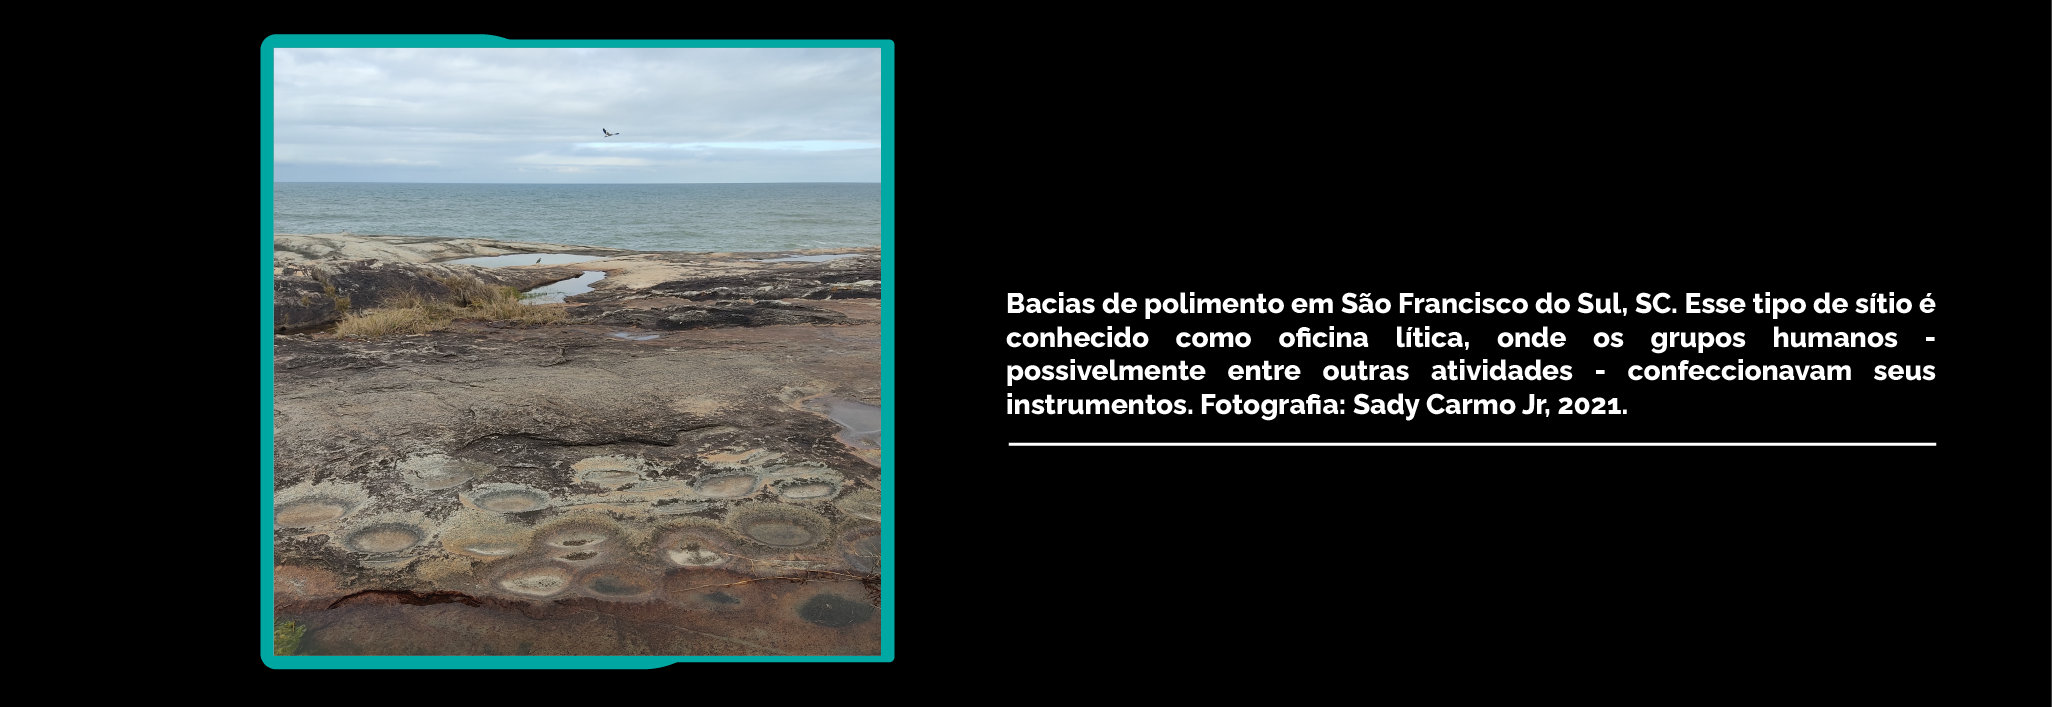 Bacias de polimento em São Francisco do Sul, SC. Esse tipo de sítio é
conhecido como oficina lítica, onde os grupos humanos -
possivelmente entre outras atividades - confeccionavam seus
instrumentos. Fotografia: Sady Carmo Jr, 2021.